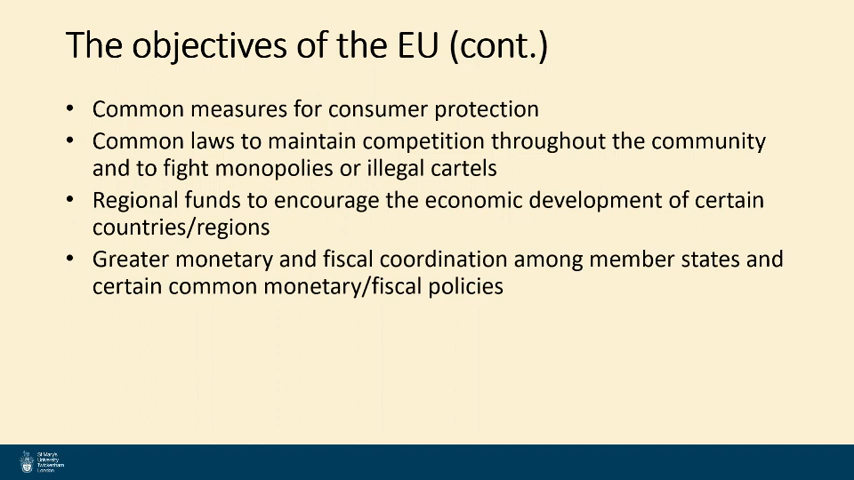 The objectives of the EU (cont.)
• Common measures for consumer protection
• Common laws to maintain competition throughout the community
and to fight monopolies or illegal cartels
• Regional funds to encourage the economic development of certain
countries/regions
• Greater monetary and fiscal coordination among member states and
certain common monetary/fiscal policies
St Mary's
University
Twickenham
London